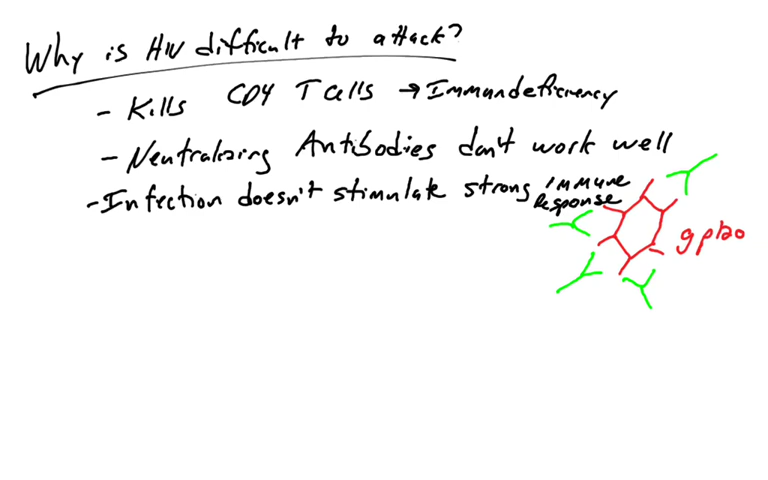 Why is HIV difficult to attack?
- Kills CD4 T Cells → Immundeficiency
- Neutralizing Antibodies don't work well
- Infection doesn't stimulate strong immune Response
gp120